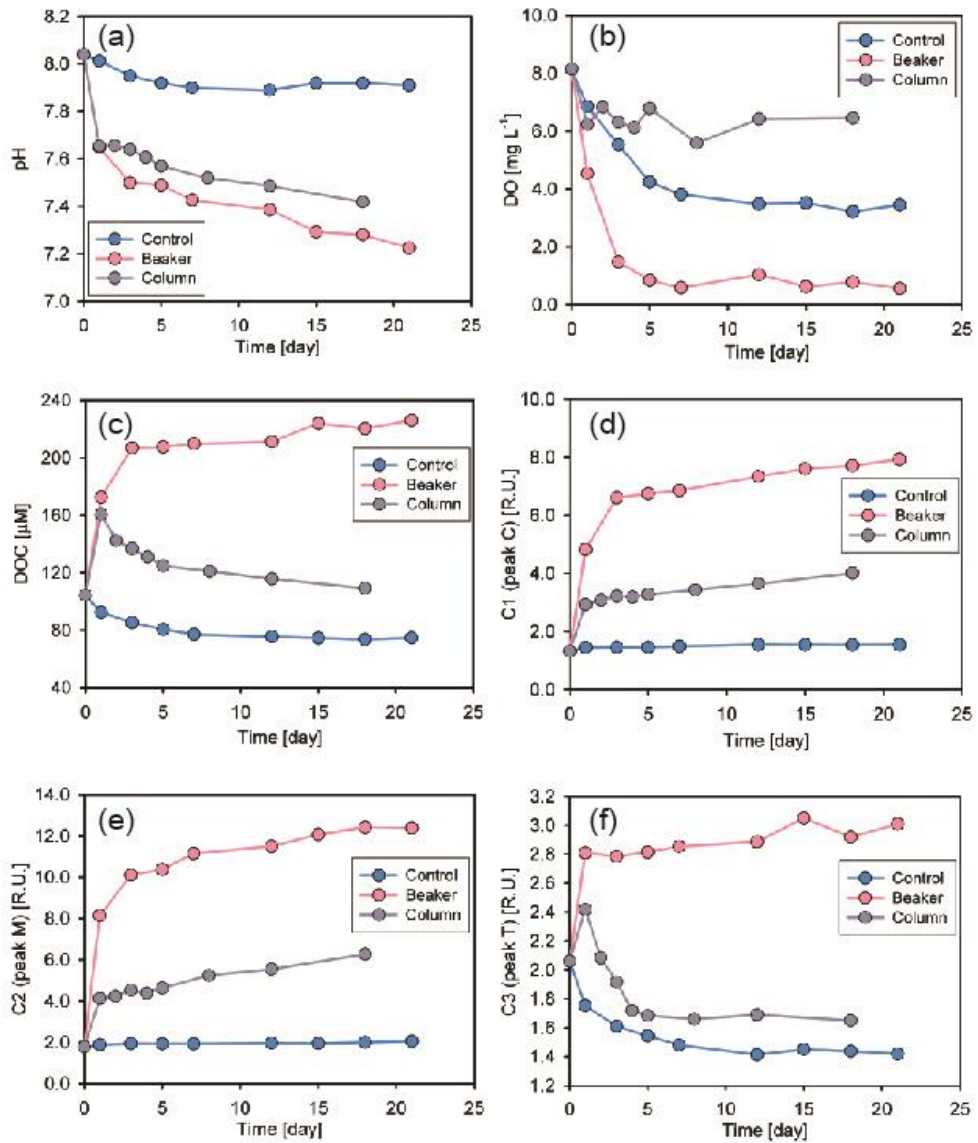 (a)
8.2
8.0
7.8
7.6
7.4
7.2
7.0
pH
Control
Beaker
Column
0 5 10 15 20 25
Time [day]
(b)
10.0
8.0
6.0
4.0
2.0
0.0
DO [mg L⁻¹]
Control
Beaker
Column
0 5 10 15 20 25
Time [day]
(c)
240
200
160
120
80
40
DOC [µM]
Control
Beaker
Column
0 5 10 15 20 25
Time [day]
(d)
10.0
8.0
6.0
4.0
2.0
0.0
C1 (peak C) [R.U.]
Control
Beaker
Column
0 5 10 15 20 25
Time [day]
(e)
14.0
12.0
10.0
8.0
6.0
4.0
2.0
0.0
C2 (peak M) [R.U.]
Control
Beaker
Column
0 5 10 15 20 25
Time [day]
(f)
3.2
3.0
2.8
2.6
2.4
2.2
2.0
1.8
1.6
1.4
1.2
C3 (peak T) [R.U.]
Control
Beaker
Column
0 5 10 15 20 25
Time [day]